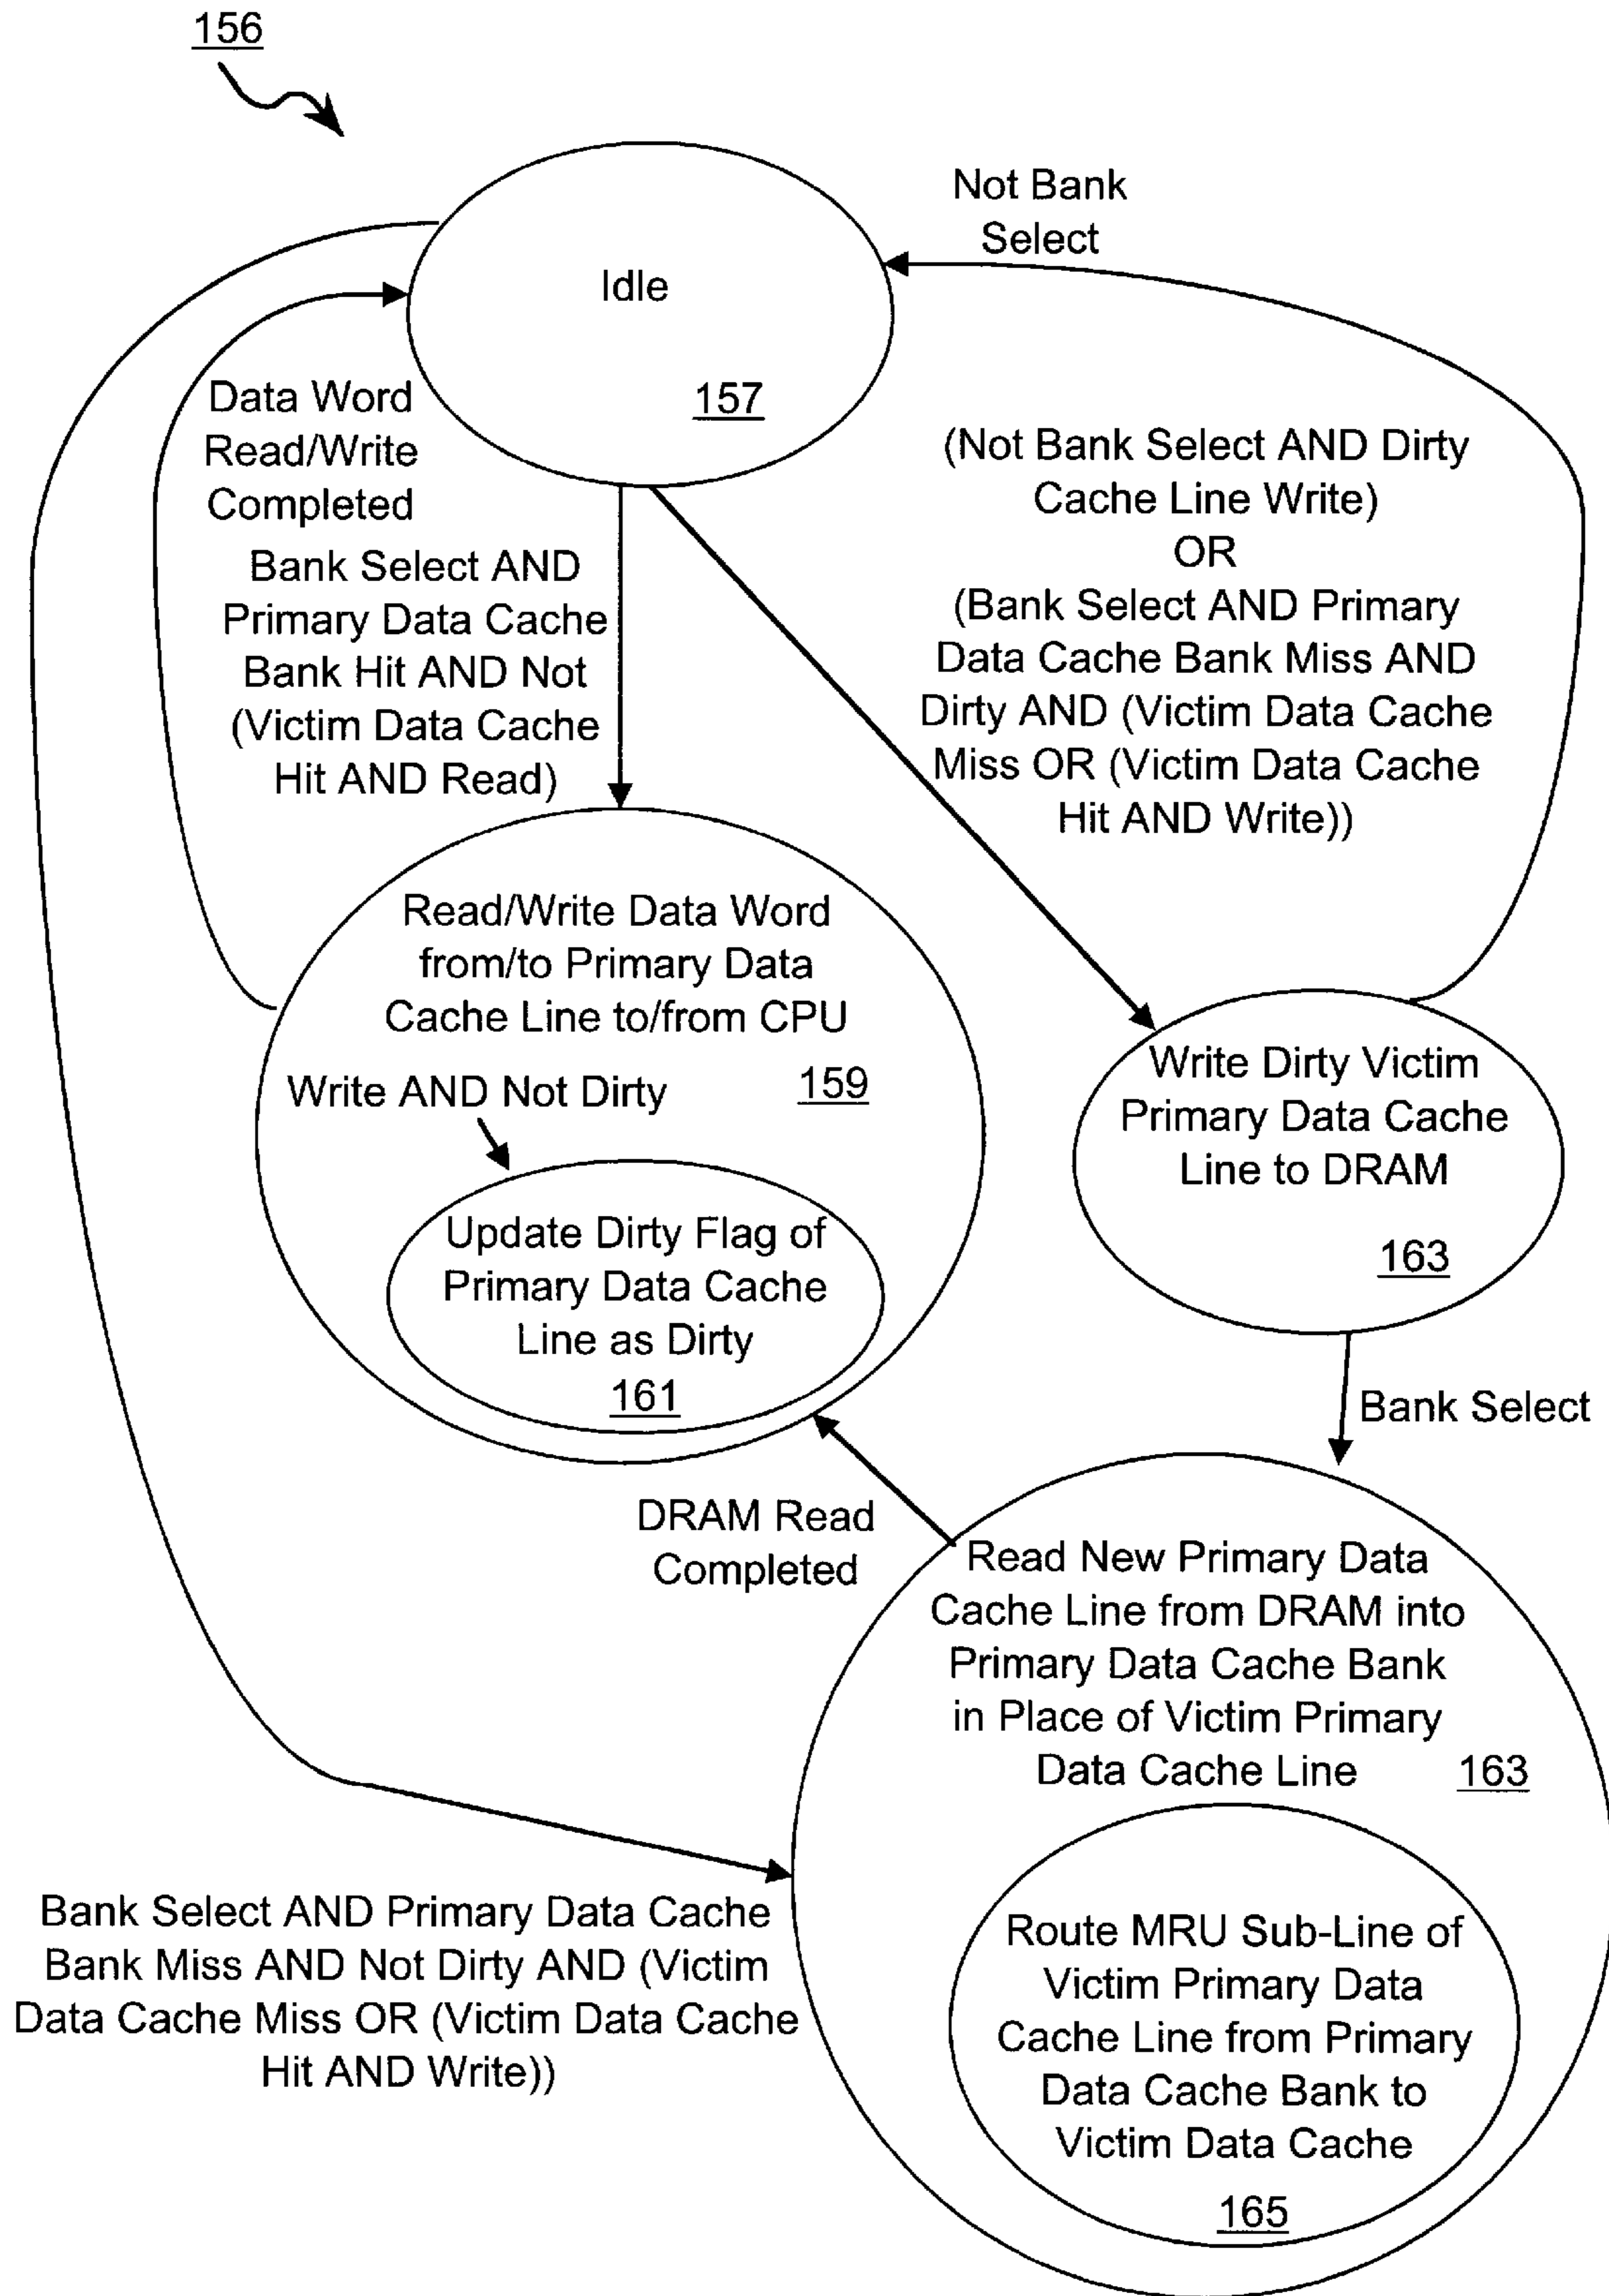 156
Not Bank
Select
Idle
157
Data Word
Read/Write
Completed
Bank Select AND
Primary Data Cache
Bank Hit AND Not
(Victim Data Cache
Hit AND Read)
(Not Bank Select AND Dirty
Cache Line Write)
OR
(Bank Select AND Primary
Data Cache Bank Miss AND
Dirty AND (Victim Data Cache
Miss OR (Victim Data Cache
Hit AND Write))
Read/Write Data Word
from/to Primary Data
Cache Line to/from CPU
159
Write AND Not Dirty
Update Dirty Flag of
Primary Data Cache
Line as Dirty
161
Write Dirty Victim
Primary Data Cache
Line to DRAM
163
Bank Select
DRAM Read
Completed
Read New Primary Data
Cache Line from DRAM into
Primary Data Cache Bank
in Place of Victim Primary
Data Cache Line
163
Bank Select AND Primary Data Cache
Bank Miss AND Not Dirty AND (Victim
Data Cache Miss OR (Victim Data Cache
Hit AND Write))
Route MRU Sub-Line of
Victim Primary Data
Cache Line from Primary
Data Cache Bank to
Victim Data Cache
165